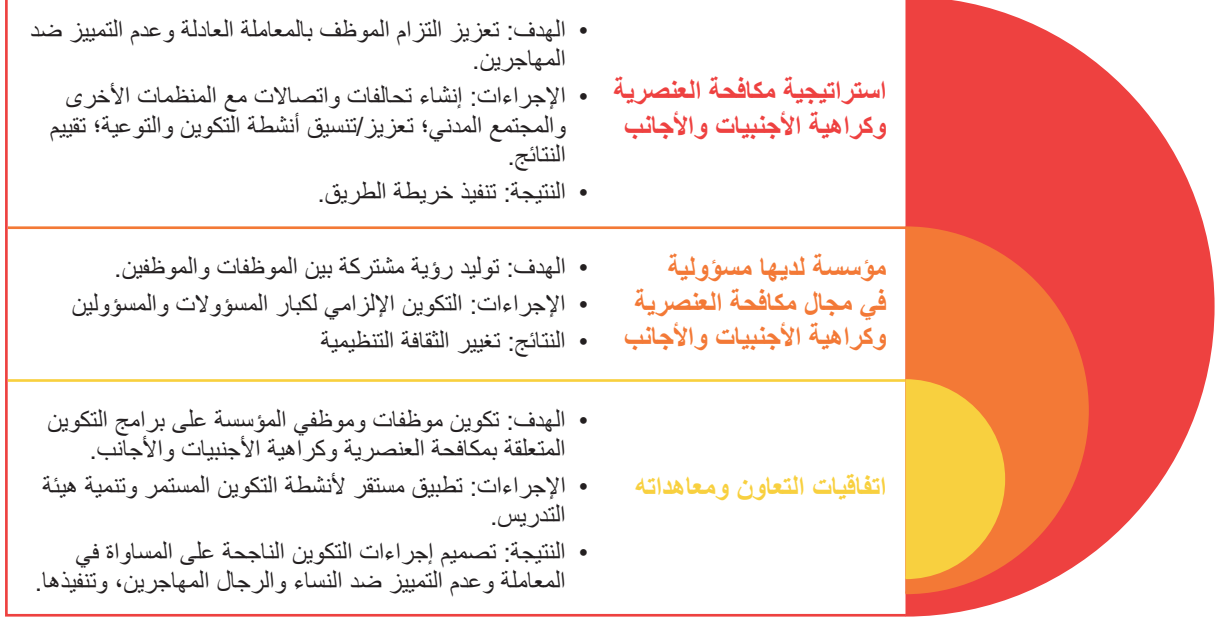 استراتيجية مكافحة العنصرية
وكراهية الأجنبيات والأجانب
• الهدف: تعزيز التزام الموظف بالمعاملة العادلة وعدم التمييز ضد
المهاجرين.
• الإجراءات: إنشاء تحالفات واتصالات مع المنظمات الأخرى
والمجتمع المدني؛ تعزيز/تنسيق أنشطة التكوين والتوعية؛ تقييم
النتائج.
• النتيجة: تنفيذ خريطة الطريق.
مؤسسة لديها مسؤولية
في مجال مكافحة العنصرية
وكراهية الأجنبيات والأجانب
• الهدف: توليد رؤية مشتركة بين الموظفات والموظفين.
• الإجراءات: التكوين الإلزامي لكبار المسؤولات والمسؤولين
• النتائج: تغيير الثقافة التنظيمية
اتفاقيات التعاون ومعاهداته
• الهدف: تكوين موظفات وموظفي المؤسسة على برامج التكوين
المتعلقة بمكافحة العنصرية وكراهية الأجنبيات والأجانب.
• الإجراءات: تطبيق مستقر لأنشطة التكوين المستمر وتنمية هيئة
التدريس.
• النتيجة: تصميم إجراءات التكوين الناجحة على المساواة في
المعاملة وعدم التمييز ضد النساء والرجال المهاجرين، وتنفيذها.